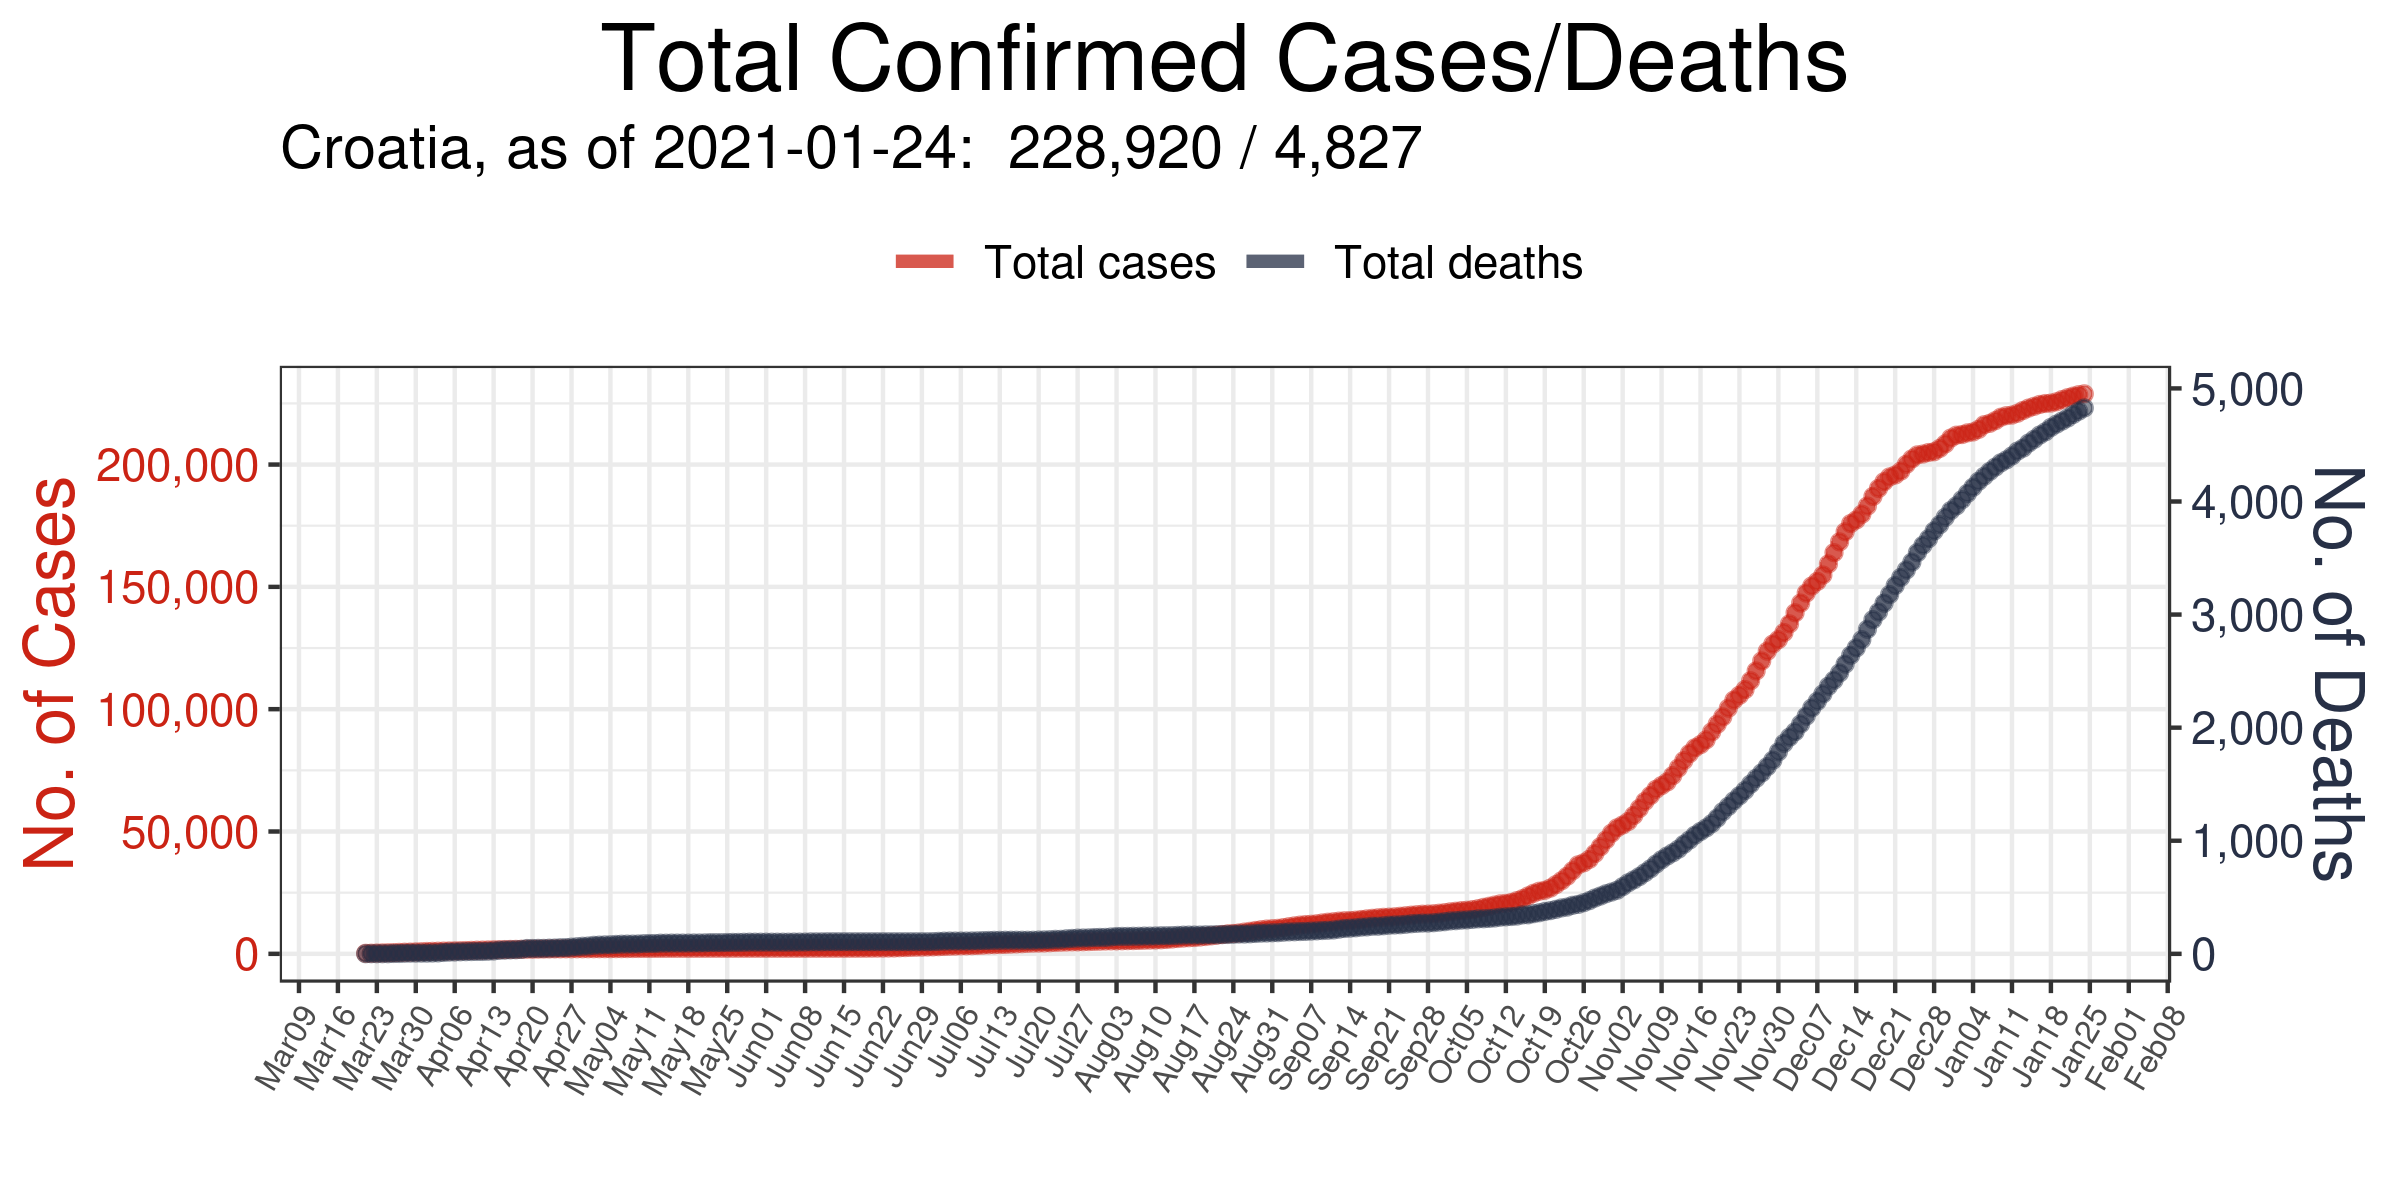 Total Confirmed Cases/Deaths
Croatia, as of 2021-01-24:  228,920 / 4,827
Total cases
Total deaths
No. of Cases
200,000
150,000
100,000
50,000
0
5,000
4,000
3,000
2,000
1,000
0
No. of Deaths
Mar09
Mar16
Mar23
Mar30
Apr06
Apr13
Apr20
Apr27
May04
May11
May18
May25
Jun01
Jun08
Jun15
Jun22
Jun29
Jul06
Jul13
Jul20
Jul27
Aug03
Aug10
Aug17
Aug24
Aug31
Sep07
Sep14
Sep21
Sep28
Oct05
Oct12
Oct19
Oct26
Nov02
Nov09
Nov16
Nov23
Nov30
Dec07
Dec14
Dec21
Dec28
Jan04
Jan11
Jan18
Jan25
Feb01
Feb08